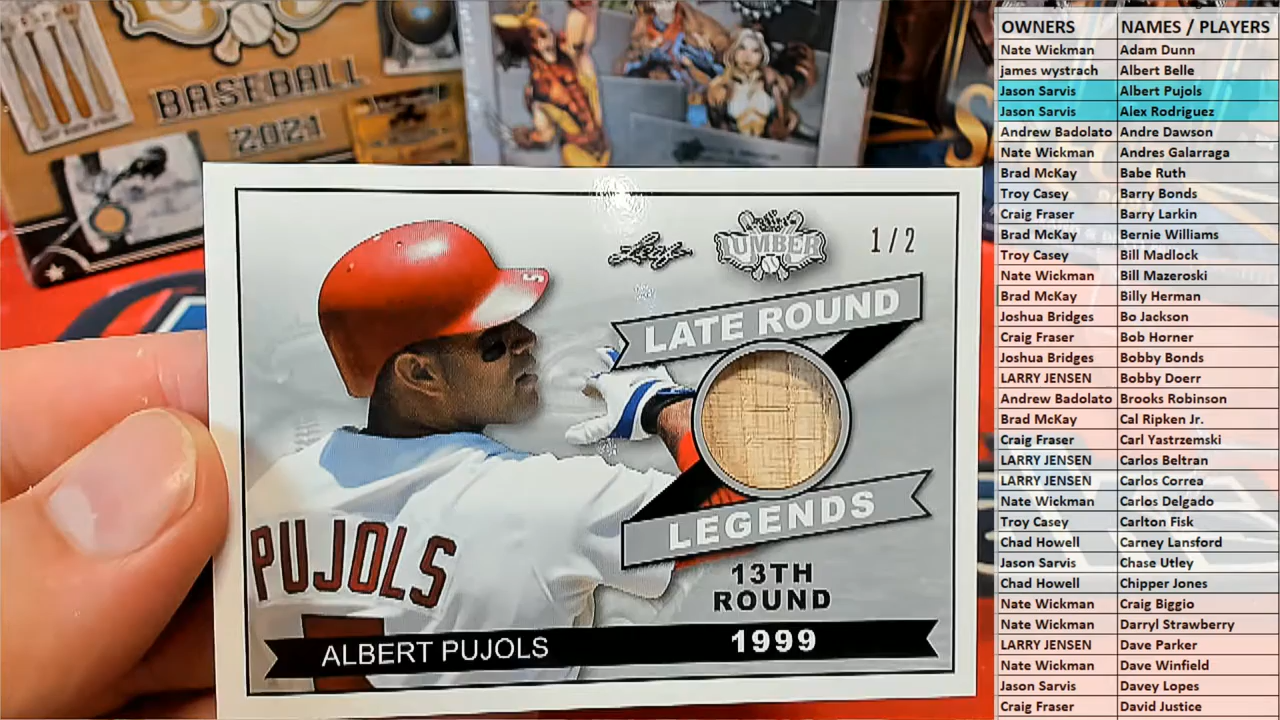 BASEBALL
2021
Leaf
LUMBER
1/2
LATE ROUND
LEGENDS
13TH
ROUND
1999
PUJOLS
5
ALBERT PUJOLS
OWNERS NAMES / PLAYERS
Nate Wickman Adam Dunn
james wystrach Albert Belle
Jason Sarvis Albert Pujols
Jason Sarvis Alex Rodriguez
Andrew Badolato Andre Dawson
Nate Wickman Andres Galarraga
Brad McKay Babe Ruth
Troy Casey Barry Bonds
Craig Fraser Barry Larkin
Brad McKay Bernie Williams
Troy Casey Bill Madlock
Nate Wickman Bill Mazeroski
Brad McKay Billy Herman
Joshua Bridges Bo Jackson
Craig Fraser Bob Horner
Joshua Bridges Bobby Bonds
LARRY JENSEN Bobby Doerr
Andrew Badolato Brooks Robinson
Brad McKay Cal Ripken Jr.
Craig Fraser Carl Yastrzemski
LARRY JENSEN Carlos Beltran
LARRY JENSEN Carlos Correa
Nate Wickman Carlos Delgado
Troy Casey Carlton Fisk
Chad Howell Carney Lansford
Jason Sarvis Chase Utley
Chad Howell Chipper Jones
Nate Wickman Craig Biggio
Nate Wickman Darryl Strawberry
LARRY JENSEN Dave Parker
Nate Wickman Dave Winfield
Jason Sarvis Davey Lopes
Craig Fraser David Justice